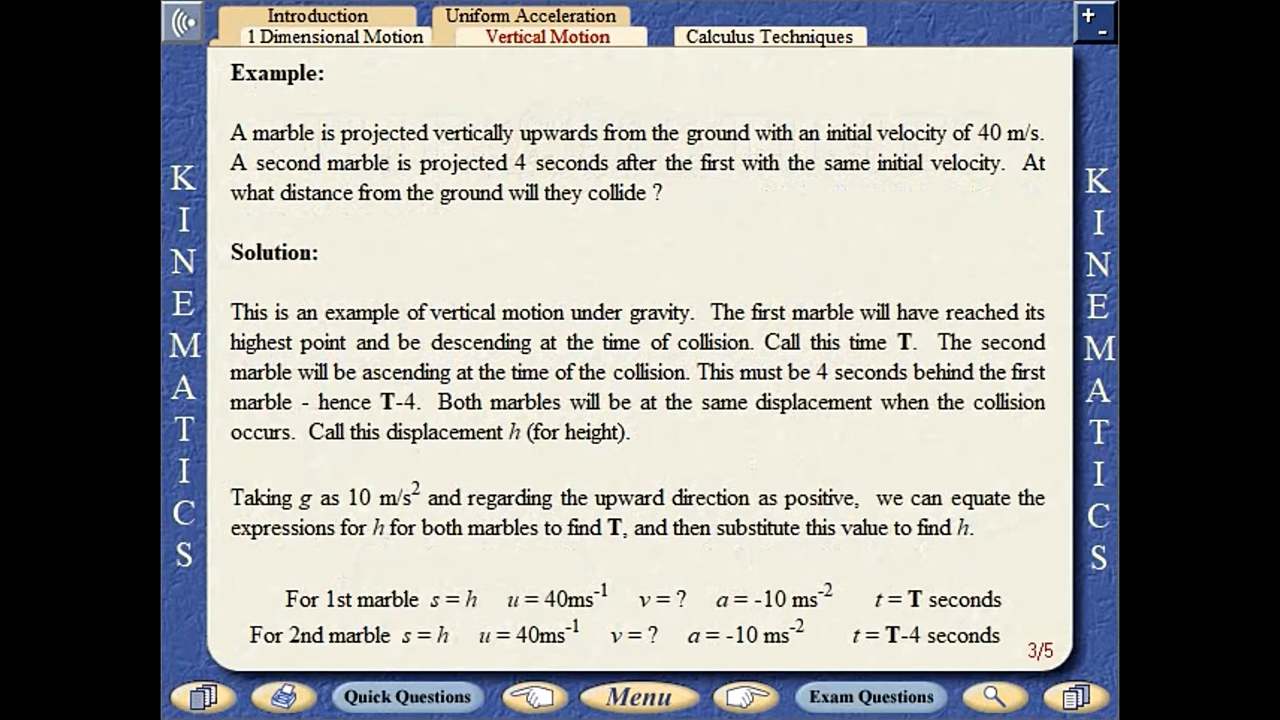 Introduction
Uniform Acceleration
1 Dimensional Motion
Vertical Motion
Calculus Techniques
+
-
KINEMATICS
KINEMATICS
Example:
A marble is projected vertically upwards from the ground with an initial velocity of 40 m/s.
A second marble is projected 4 seconds after the first with the same initial velocity. At
what distance from the ground will they collide ?
Solution:
This is an example of vertical motion under gravity. The first marble will have reached its
highest point and be descending at the time of collision. Call this time T. The second
marble will be ascending at the time of the collision. This must be 4 seconds behind the first
marble - hence T-4. Both marbles will be at the same displacement when the collision
occurs. Call this displacement h (for height).
Taking g as 10 m/s² and regarding the upward direction as positive, we can equate the
expressions for h for both marbles to find T, and then substitute this value to find h.
For 1st marble s = h u = 40ms⁻¹ v = ? a = -10 ms⁻² t = T seconds
For 2nd marble s = h u = 40ms⁻¹ v = ? a = -10 ms⁻² t = T-4 seconds
3/5
Quick Questions
Menu
Exam Questions